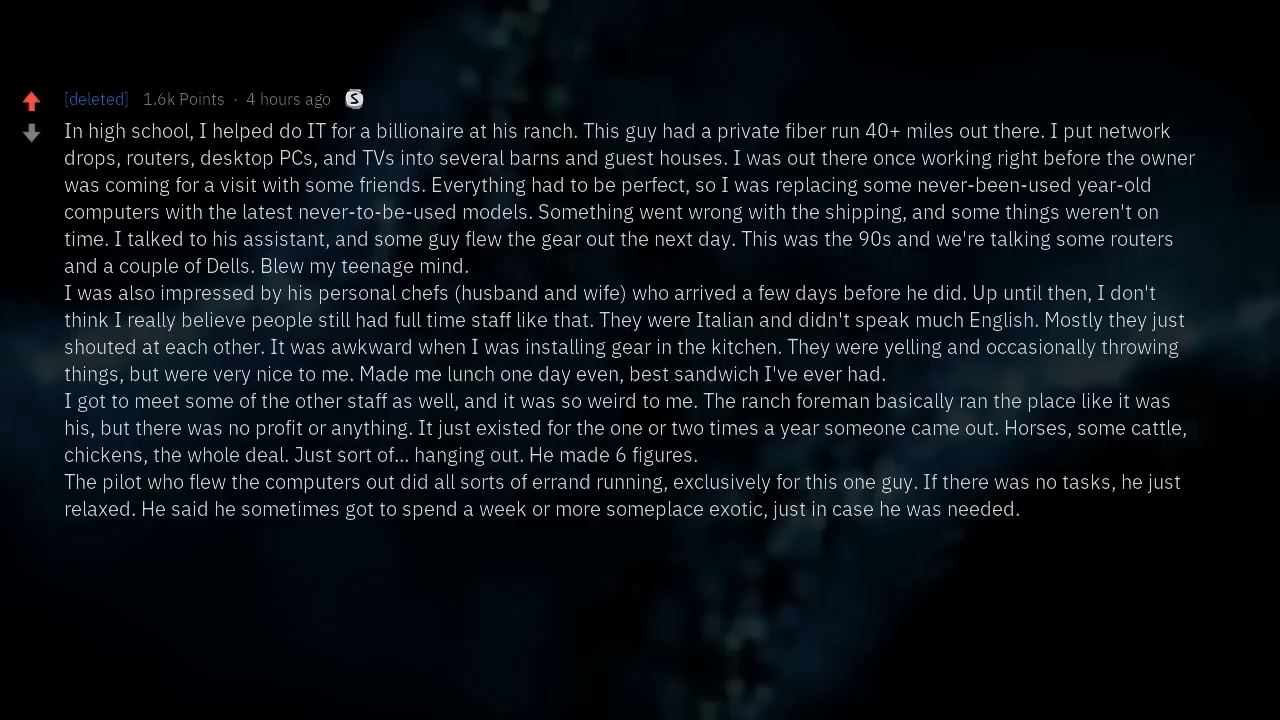 [deleted] 1.6k Points · 4 hours ago S
In high school, I helped do IT for a billionaire at his ranch. This guy had a private fiber run 40+ miles out there. I put network
drops, routers, desktop PCs, and TVs into several barns and guest houses. I was out there once working right before the owner
was coming for a visit with some friends. Everything had to be perfect, so I was replacing some never-been-used year-old
computers with the latest never-to-be-used models. Something went wrong with the shipping, and some things weren't on
time. I talked to his assistant, and some guy flew the gear out the next day. This was the 90s and we're talking some routers
and a couple of Dells. Blew my teenage mind.
I was also impressed by his personal chefs (husband and wife) who arrived a few days before he did. Up until then, I don't
think I really believe people still had full time staff like that. They were Italian and didn't speak much English. Mostly they just
shouted at each other. It was awkward when I was installing gear in the kitchen. They were yelling and occasionally throwing
things, but were very nice to me. Made me lunch one day even, best sandwich I've ever had.
I got to meet some of the other staff as well, and it was so weird to me. The ranch foreman basically ran the place like it was
his, but there was no profit or anything. It just existed for the one or two times a year someone came out. Horses, some cattle,
chickens, the whole deal. Just sort of... hanging out. He made 6 figures.
The pilot who flew the computers out did all sorts of errand running, exclusively for this one guy. If there was no tasks, he just
relaxed. He said he sometimes got to spend a week or more someplace exotic, just in case he was needed.